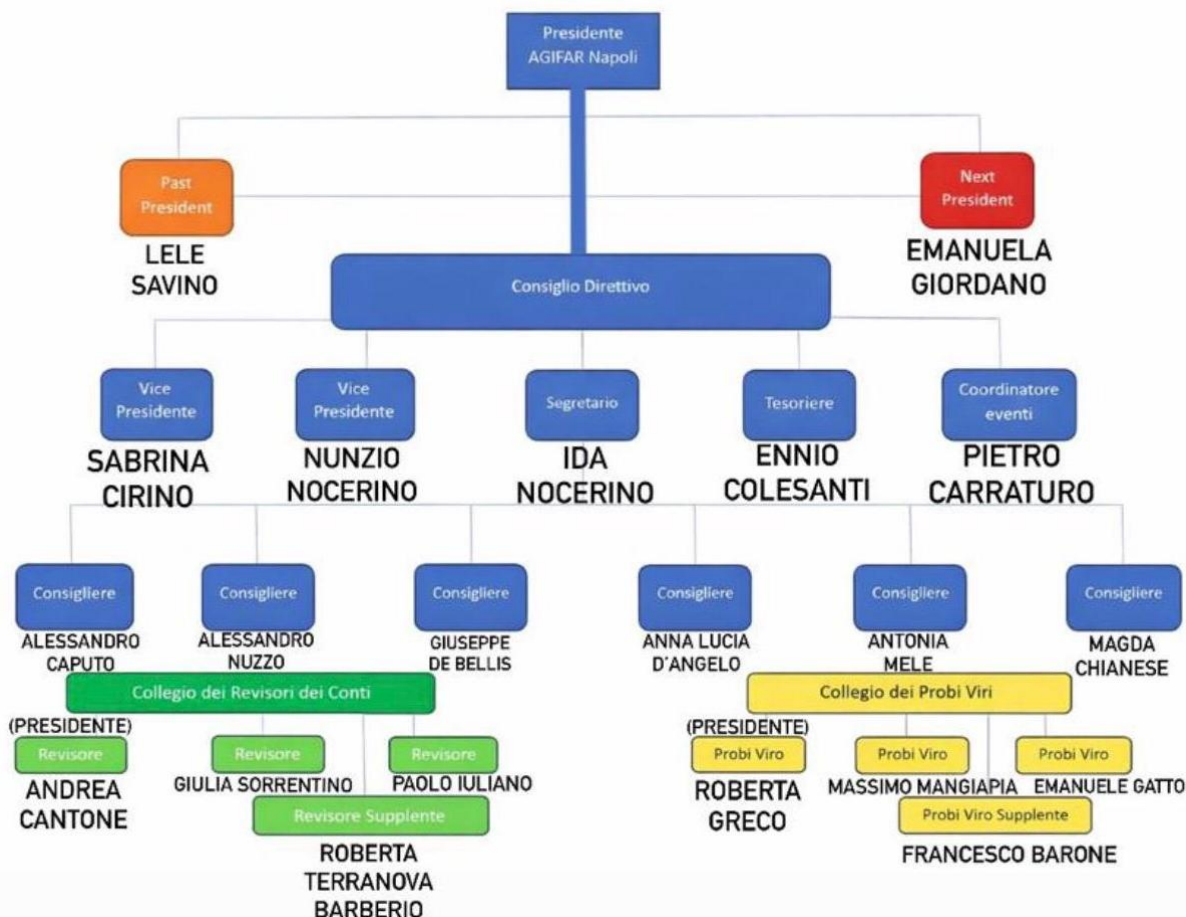 Presidente
AGIFAR Napoli
Past
President
LELE
SAVINO
Next
President
EMANUELA
GIORDANO
Consiglio Direttivo
Vice
Presidente
SABRINA
CIRINO
Vice
Presidente
NUNZIO
NOCERINO
Segretario
IDA
NOCERINO
Tesoriere
ENNIO
COLESANTI
Coordinatore
eventi
PIETRO
CARRATURO
Consigliere
ALESSANDRO
CAPUTO
Consigliere
ALESSANDRO
NUZZO
Consigliere
GIUSEPPE
DE BELLIS
Consigliere
ANNA LUCIA
D'ANGELO
Consigliere
ANTONIA
MELE
Consigliere
MAGDA
CHIANESE
Collegio dei Revisori dei Conti
(PRESIDENTE)
Revisore
ANDREA
CANTONE
Revisore
GIULIA SORRENTINO
Revisore
PAOLO IULIANO
Revisore Supplente
ROBERTA
TERRANOVA
BARBERIO
Collegio dei Probi Viri
(PRESIDENTE)
Probi Viro
ROBERTA
GRECO
Probi Viro
MASSIMO MANGIAPIA
Probi Viro
EMANUELE GATTO
Probi Viro Supplente
FRANCESCO BARONE